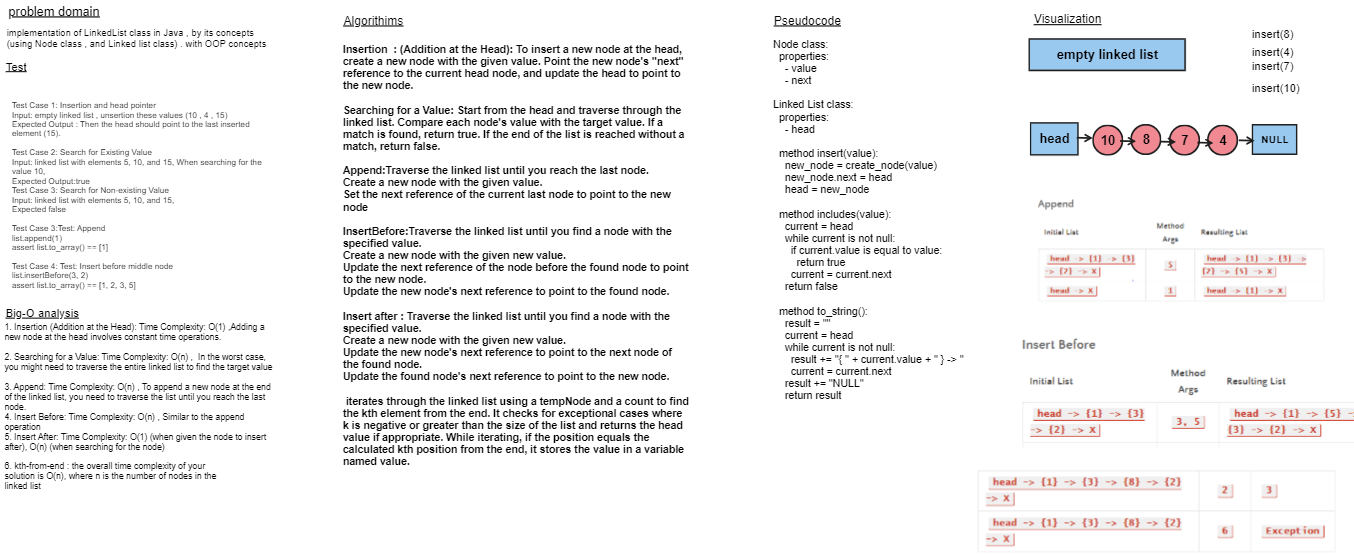 problem domain
implementation of LinkedList class in Java , by its concepts
(using Node class , and Linked list class) . with OOP concepts
Test
Test Case 1: Insertion and head pointer
Input: empty linked list , unsertion these values (10 , 4 , 15)
Expected Output : Then the head should point to the last inserted
element (15).
Test Case 2: Search for Existing Value
Input: linked list with elements 5, 10, and 15, When searching for the
value 10,
Expected Output:true
Test Case 3: Search for Non-existing Value
Input: linked list with elements 5, 10, and 15,
Expected false
Test Case 3:Test: Append
list.append(1)
assert list.to_array() == [1]
Test Case 4: Test: Insert before middle node
list.insertBefore(3, 2)
assert list.to_array() == [1, 2, 3, 5]
Big-O analysis
1. Insertion (Addition at the Head): Time Complexity: O(1) ,Adding a
new node at the head involves constant time operations.
2. Searching for a Value: Time Complexity: O(n) , In the worst case,
you might need to traverse the entire linked list to find the target value
3. Append: Time Complexity: O(n) , To append a new node at the end
of the linked list, you need to traverse the list until you reach the last
node.
4. Insert Before: Time Complexity: O(n) , Similar to the append
operation
5. Insert After: Time Complexity: O(1) (when given the node to insert
after), O(n) (when searching for the node)
6. kth-from-end : the overall time complexity of your
solution is O(n), where n is the number of nodes in the
linked list
Algorithims
Insertion : (Addition at the Head): To insert a new node at the head,
create a new node with the given value. Point the new node's "next"
reference to the current head node, and update the head to point to
the new node.
Searching for a Value: Start from the head and traverse through the
linked list. Compare each node's value with the target value. If a
match is found, return true. If the end of the list is reached without a
match, return false.
Append:Traverse the linked list until you reach the last node.
Create a new node with the given value.
Set the next reference of the current last node to point to the new
node
InsertBefore:Traverse the linked list until you find a node with the
specified value.
Create a new node with the given new value.
Update the next reference of the node before the found node to point
to the new node.
Update the new node's next reference to point to the found node.
Insert after : Traverse the linked list until you find a node with the
specified value.
Create a new node with the given new value.
Update the new node's next reference to point to the next node of
the found node.
Update the found node's next reference to point to the new node.
iterates through the linked list using a tempNode and a count to find
the kth element from the end. It checks for exceptional cases where
k is negative or greater than the size of the list and returns the head
value if appropriate. While iterating, if the position equals the
calculated kth position from the end, it stores the value in a variable
named value.
Pseudocode
Node class:
properties:
- value
- next
Linked List class:
properties:
- head
method insert(value):
new_node = create_node(value)
new_node.next = head
head = new_node
method includes(value):
current = head
while current is not null:
if current.value is equal to value:
return true
current = current.next
return false
method to_string():
result = ""
current = head
while current is not null:
result += "{ " + current.value + " } -> "
current = current.next
result += "NULL"
return result
Visualization
empty linked list
insert(8)
insert(4)
insert(7)
insert(10)
head
10
8
7
4
NULL
Append
Initial List
Method
Args
Resulting List
head -> {1} -> {3}
-> {2} -> X
5
head -> {1} -> {3} ->
{2} -> {5} -> X
head -> X
1
head -> {1} -> X
Insert Before
Initial List
Method
Args
Resulting List
head -> {1} -> {3}
-> {2} -> X
3, 5
head -> {1} -> {5} -
{3} -> {2} -> X
head -> {1} -> {3} -> {8} -> {2}
-> X
2
3
head -> {1} -> {3} -> {8} -> {2}
-> X
6
Exception